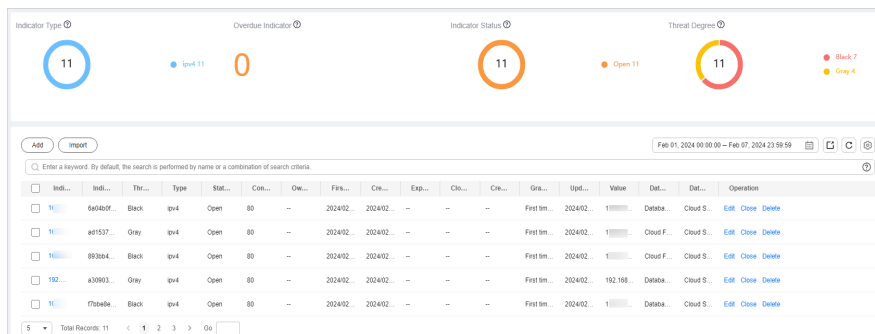 Indicator Type
Overdue Indicator
Indicator Status
Threat Degree
11
ipv4 11
0
11
Open 11
11
Black 7
Gray 4
Add Import Feb 01, 2024 00:00:00 – Feb 07, 2024 23:59:59
Enter a keyword. By default, the search is performed by name or a combination of search criteria.
Indi... Indi... Thr... Type Stat... Con... Ow... Firs... Cre... Exp... Clo... Cre... Gra... Upd... Value Dat... Dat... Operation
6a04b0f... Black ipv4 Open 80 -- 2024/02... 2024/02... -- -- -- First tim... 2024/02... Databa... Cloud S... Edit Close Delete
ad1537... Gray ipv4 Open 80 -- 2024/02... 2024/02... -- -- -- First tim... 2024/02... Cloud F... Cloud S... Edit Close Delete
893bb4... Black ipv4 Open 80 -- 2024/02... 2024/02... -- -- -- First tim... 2024/02... Cloud F... Cloud S... Edit Close Delete
192.... a30903... Gray ipv4 Open 80 -- 2024/02... 2024/02... -- -- -- First tim... 2024/02... 192.168... Databa... Cloud S... Edit Close Delete
f7bbe8e... Black ipv4 Open 80 -- 2024/02... 2024/02... -- -- -- First tim... 2024/02... Databa... Cloud S... Edit Close Delete
5 Total Records: 11 < 1 2 3 > Go